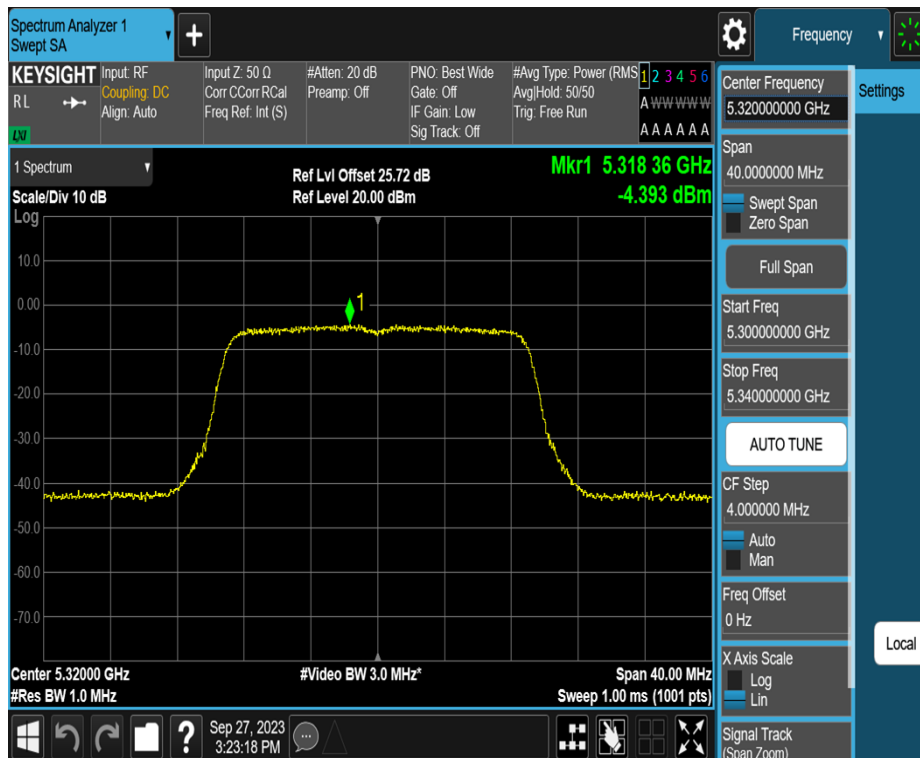 Spectrum Analyzer 1
Swept SA
+
Frequency
KEYSIGHT
RL
LXI
Input: RF
Coupling: DC
Align: Auto
Input Z: 50 Ω
Corr CCorr RCal
Freq Ref: Int (S)
#Atten: 20 dB
Preamp: Off
PNO: Best Wide
Gate: Off
IF Gain: Low
Sig Track: Off
#Avg Type: Power (RMS
Avg|Hold: 50/50
Trig: Free Run
1 2 3 4 5 6
A W W W W W
A A A A A A
1 Spectrum
Scale/Div 10 dB
Log
Ref Lvl Offset 25.72 dB
Ref Level 20.00 dBm
Mkr1 5.318 36 GHz
-4.393 dBm
10.0
0.00
-10.0
-20.0
-30.0
-40.0
-50.0
-60.0
-70.0
1
Center 5.32000 GHz
#Res BW 1.0 MHz
#Video BW 3.0 MHz*
Span 40.00 MHz
Sweep 1.00 ms (1001 pts)
Center Frequency
5.320000000 GHz
Settings
Span
40.0000000 MHz
Swept Span
Zero Span
Full Span
Start Freq
5.300000000 GHz
Stop Freq
5.340000000 GHz
AUTO TUNE
CF Step
4.000000 MHz
Auto
Man
Freq Offset
0 Hz
Local
X Axis Scale
Log
Lin
Signal Track
(Span Zoom)
?
Sep 27, 2023
3:23:18 PM